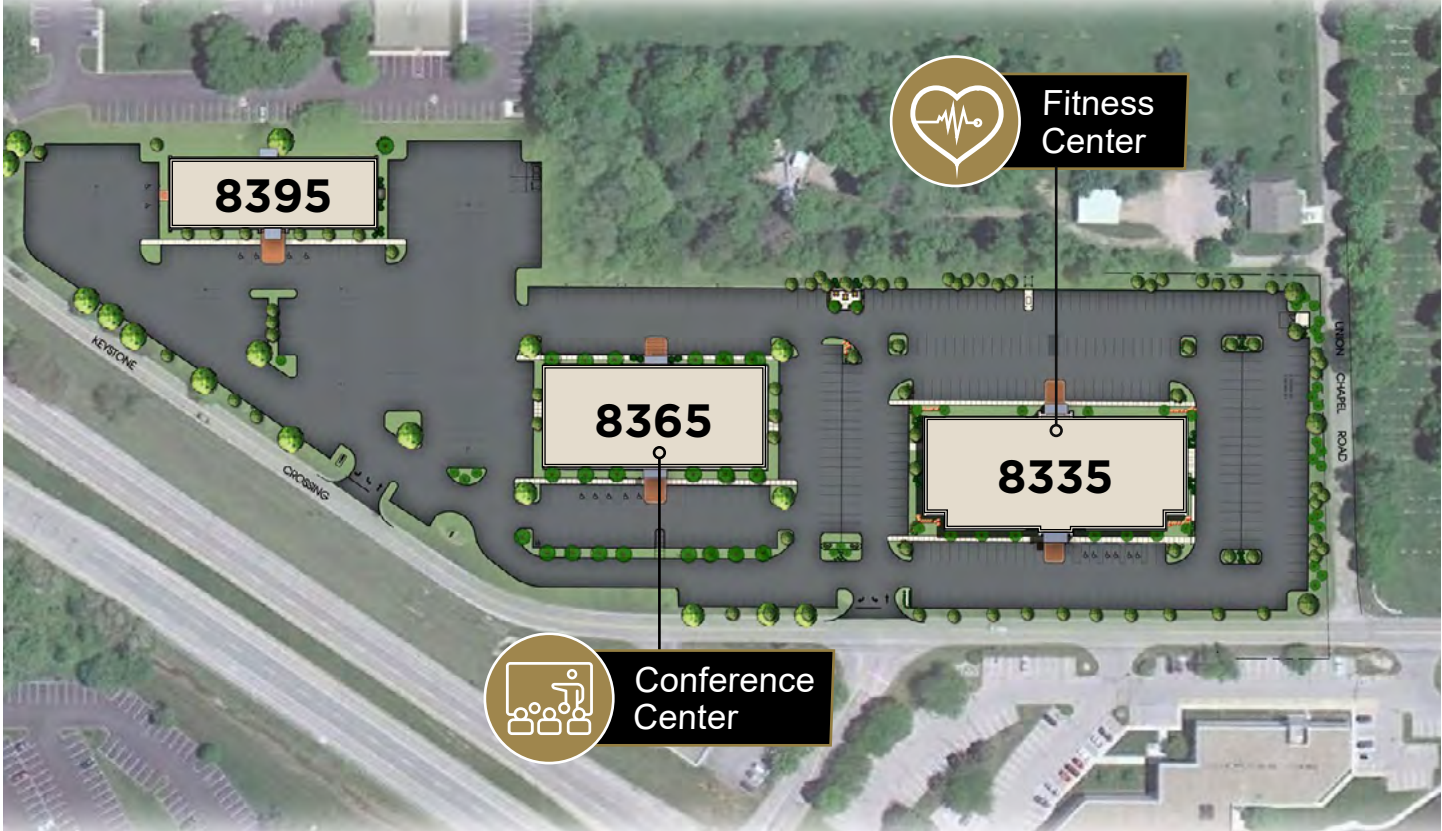 Fitness
Center
8395
KEYSTONE
CROSSING
8365
8335
UNION CHAPEL ROAD
Conference
Center